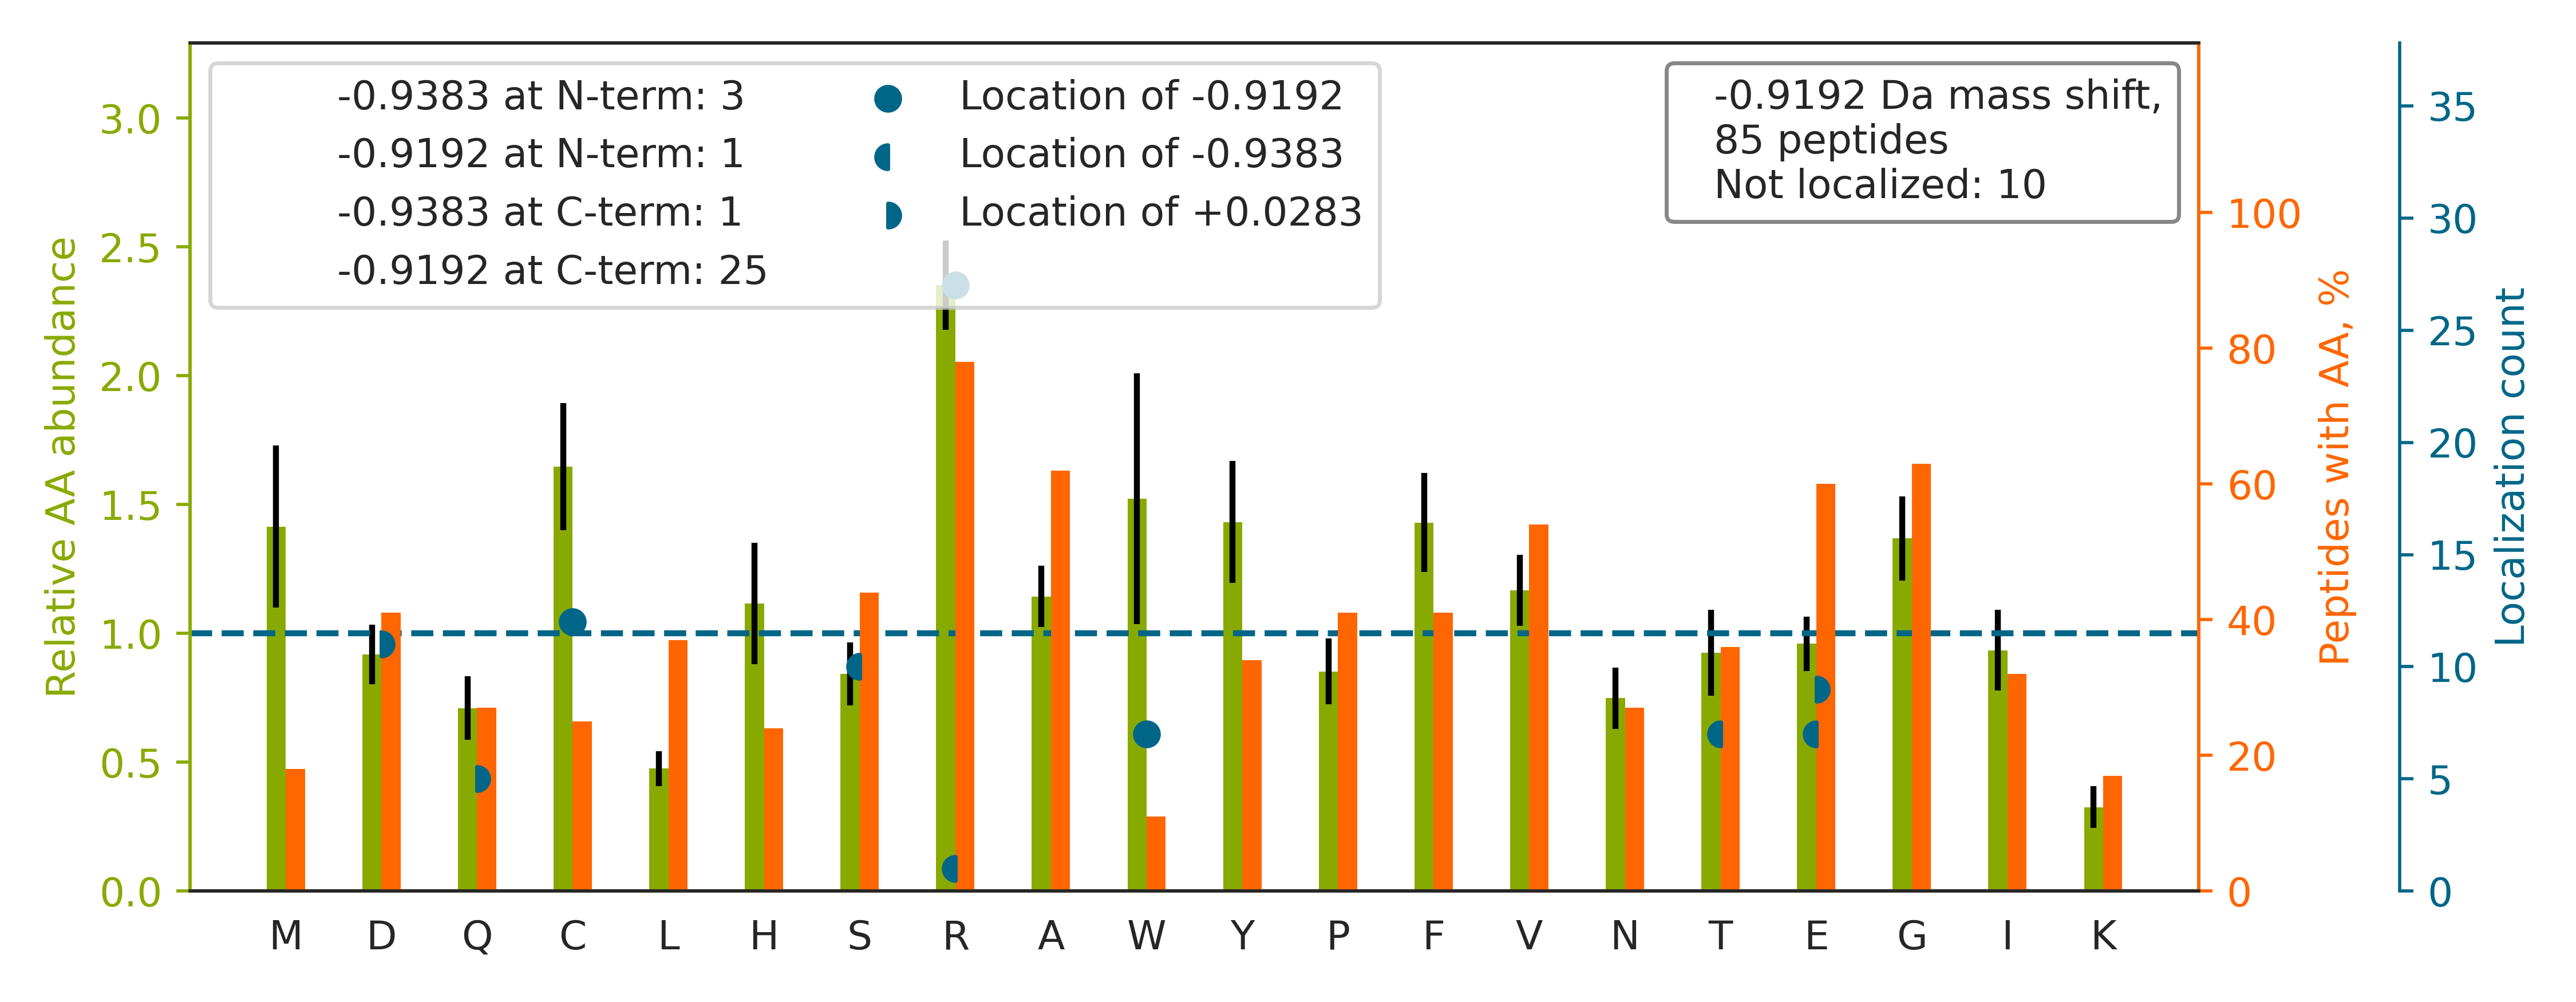 -0.9383 at N-term: 3
-0.9192 at N-term: 1
-0.9383 at C-term: 1
-0.9192 at C-term: 25
Location of -0.9192
Location of -0.9383
Location of +0.0283
-0.9192 Da mass shift,
85 peptides
Not localized: 10
Relative AA abundance
3.0
2.5
2.0
1.5
1.0
0.5
0.0
M D Q C L H S R A W Y P F V N T E G I K
100
80
60
40
20
0
Peptides with AA, %
35
30
25
20
15
10
5
0
Localization count